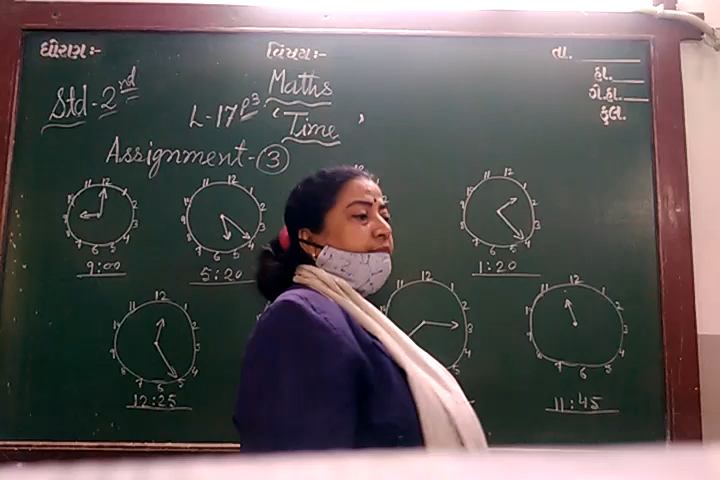 ધોરણ:-
વિષય:-
તા.
હા.
ગે.હા.
કુલ.
Std-2nd
Maths
L-17 P3 'Time'
Assignment-3
9:00
5:20
1:20
12:25
11:45